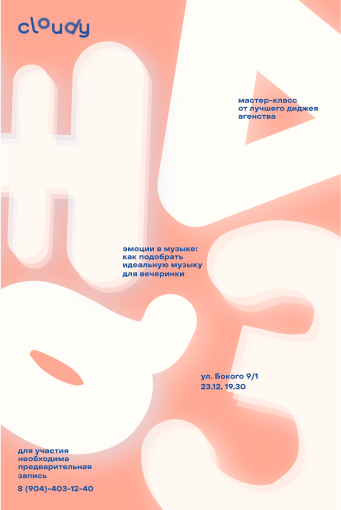 cloudy
мастер-класс
от лучшего диджея
агенства
эмоции в музыке:
как подобрать
идеальную музыку
для вечеринки
ул. Бокого 9/1
23.12, 19.30
для участия
необходима
предварительная
запись
8 (904)-403-12-40